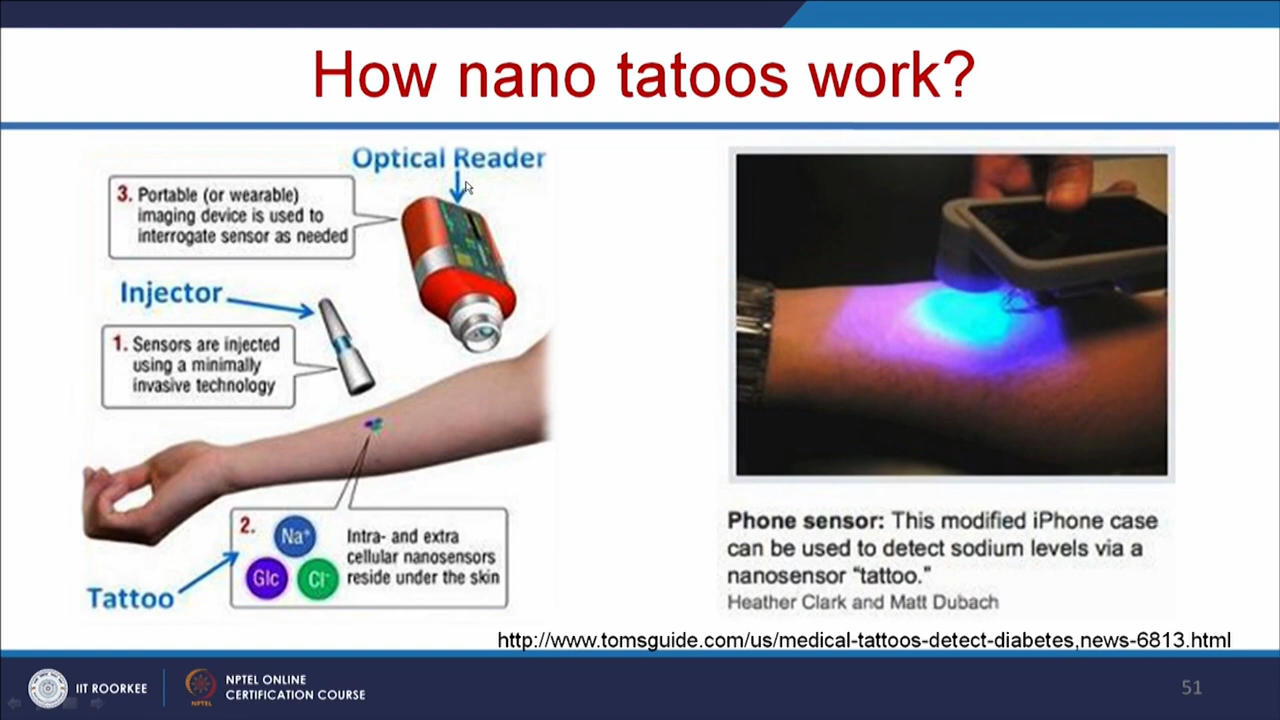 How nano tatoos work?
Optical Reader
3. Portable (or wearable)
imaging device is used to
interrogate sensor as needed
Injector
1. Sensors are injected
using a minimally
invasive technology
2.
Na⁺
Glc
Cl⁻
Intra- and extra
cellular nanosensors
reside under the skin
Tattoo
Phone sensor: This modified iPhone case
can be used to detect sodium levels via a
nanosensor “tattoo.”
Heather Clark and Matt Dubach
http://www.tomsguide.com/us/medical-tattoos-detect-diabetes,news-6813.html
IIT ROORKEE
NPTEL
NPTEL ONLINE
CERTIFICATION COURSE
51